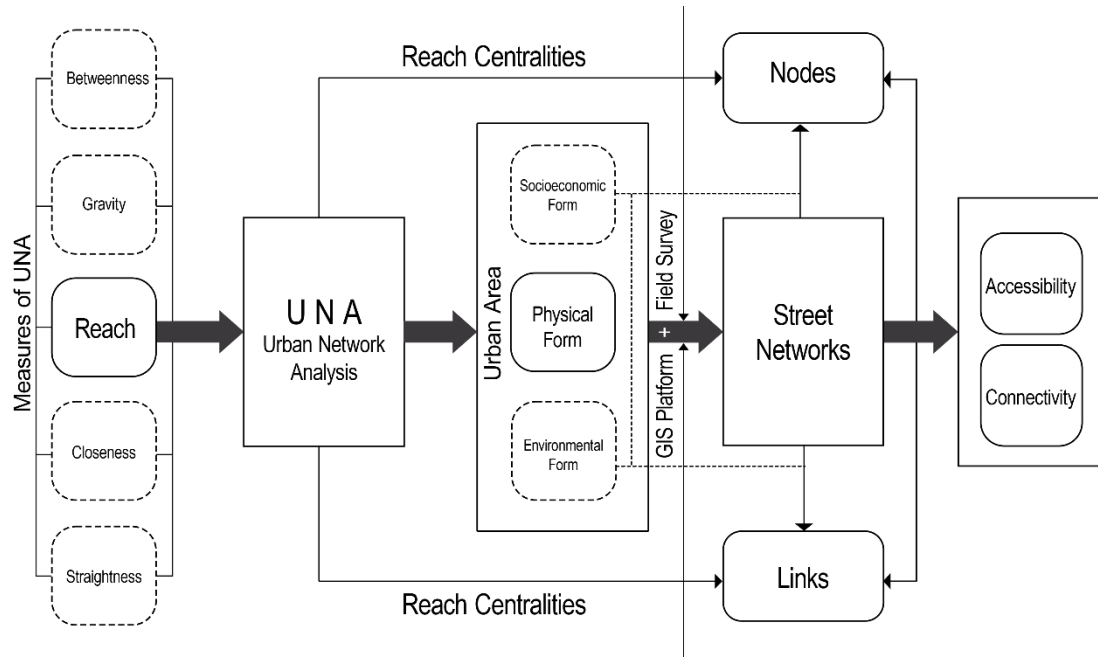 Measures of UNA
Betweenness
Gravity
Reach
Closeness
Straightness
U N A
Urban Network
Analysis
Reach Centralities
Reach Centralities
Urban Area
Socioeconomic
Form
Physical
Form
Environmental
Form
Field Survey
+
GIS Platform
Nodes
Street
Networks
Links
Accessibility
Connectivity